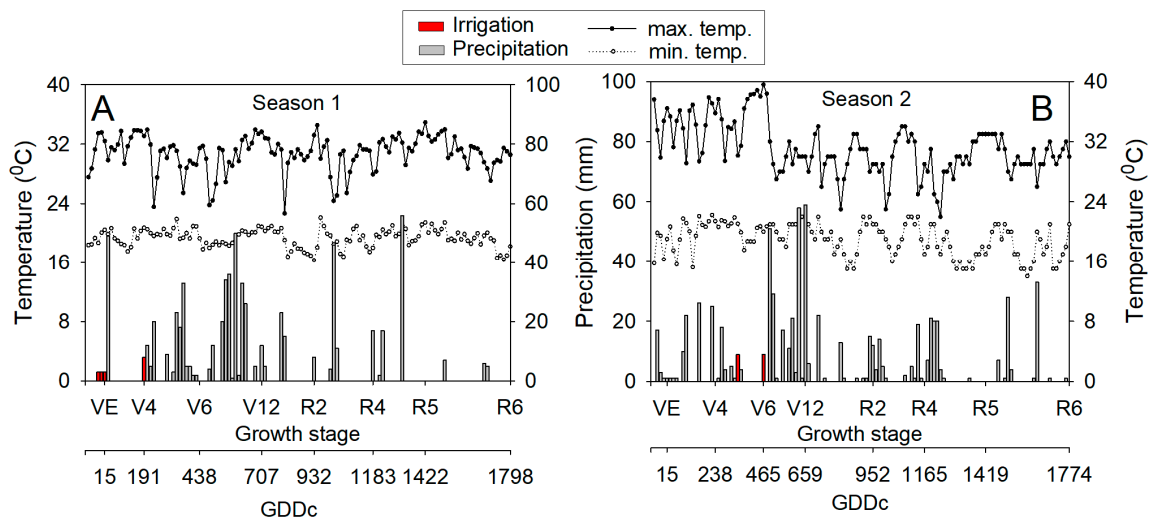 Irrigation
Precipitation
max. temp.
min. temp.
A
Season 1
40
32
24
16
8
0
Temperature (⁰C)
100
80
60
40
20
0
VE V4 V6 V12 R2 R4 R5 R6
Growth stage
15 191 438 707 932 1183 1422 1798
GDDc
B
Season 2
100
80
60
40
20
0
Precipitation (mm)
40
32
24
16
8
0
Temperature (⁰C)
VE V4 V6 V12 R2 R4 R5 R6
Growth stage
15 238 465 659 952 1165 1419 1774
GDDc